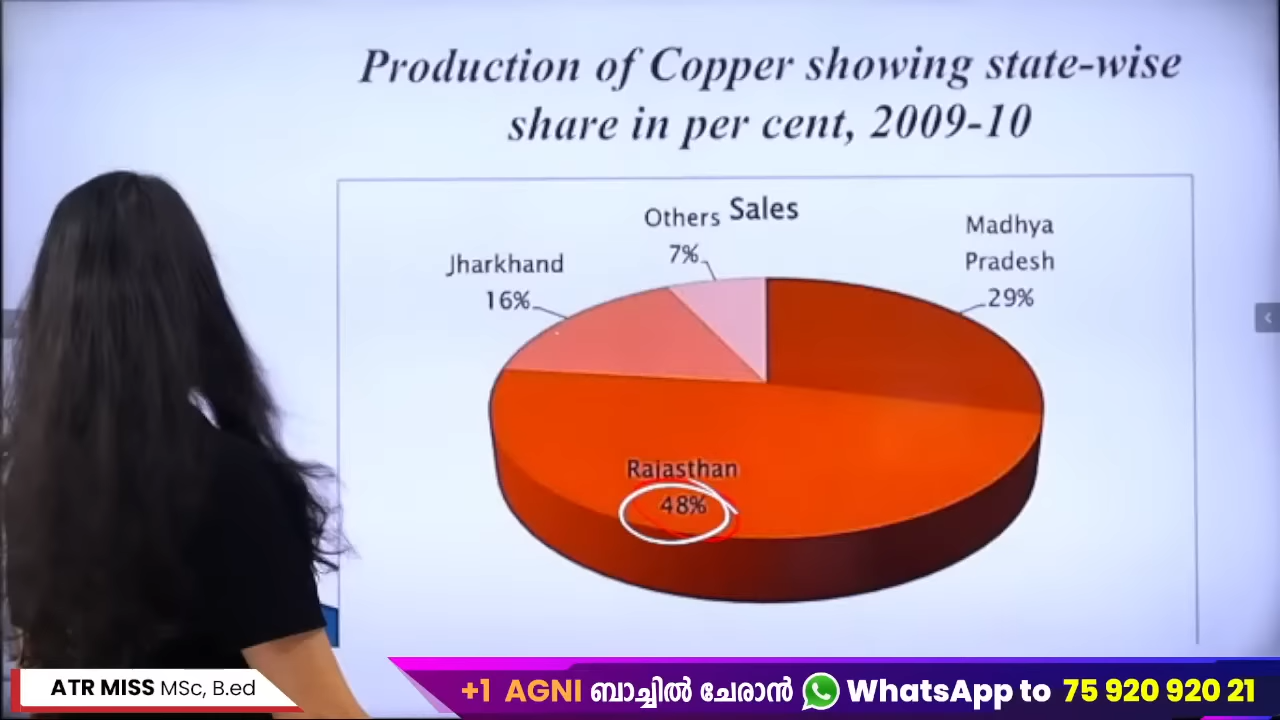 Production of Copper showing state-wise
share in per cent, 2009-10
Sales
Others
7%
Madhya
Pradesh
29%
Jharkhand
16%
Rajasthan
48%
ATR MISS MSc, B.ed
+1 AGNI ബാച്ചിൽ ചേരാൻ WhatsApp to 75 920 920 21